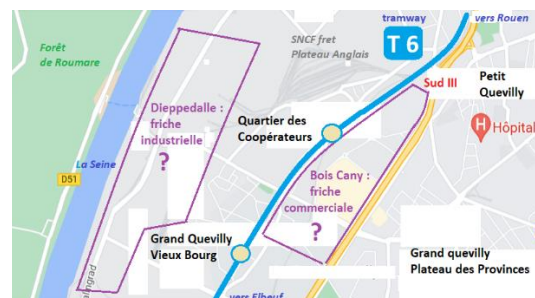 tramway
vers Rouen
T 6
Forêt
de Roumare
SNCF fret
Plateau Anglais
Sud III
Petit
Quevilly
Dieppedalle :
friche
industrielle
?
Quartier des
Coopérateurs
H Hôpital
La Seine
D51
Bois Cany :
friche
commerciale
?
Grand Quevilly
Vieux Bourg
Grand quevilly
Plateau des Provinces
vers Elbeuf